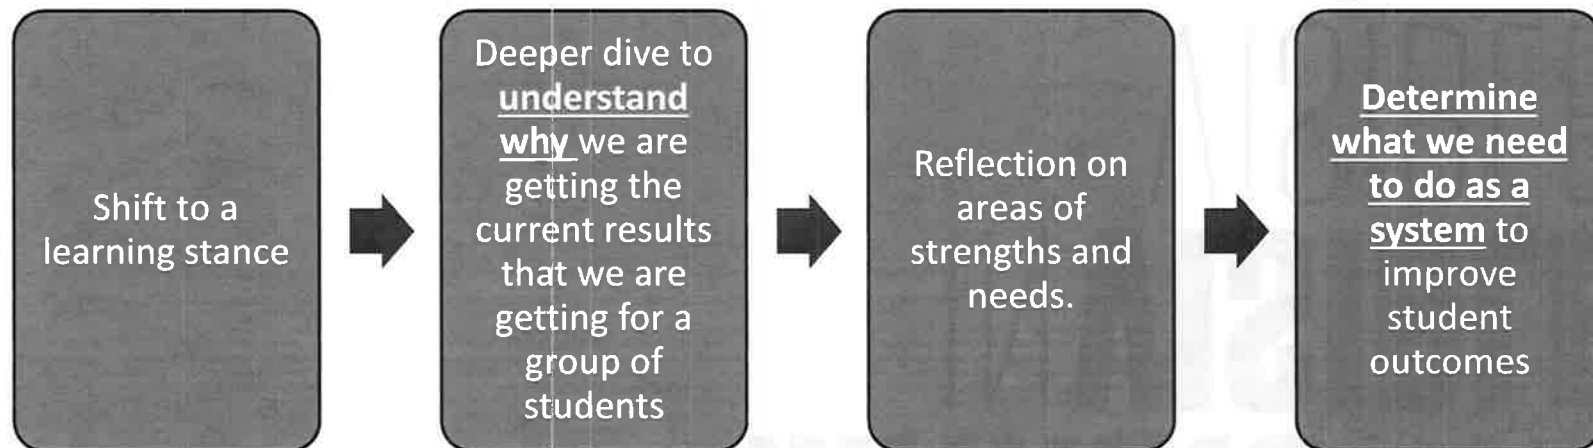 Shift to a
learning stance
Deeper dive to
understand
why we are
getting the
current results
that we are
getting for a
group of
students
Reflection on
areas of
strengths and
needs.
Determine
what we need
to do as a
system to
improve
student
outcomes